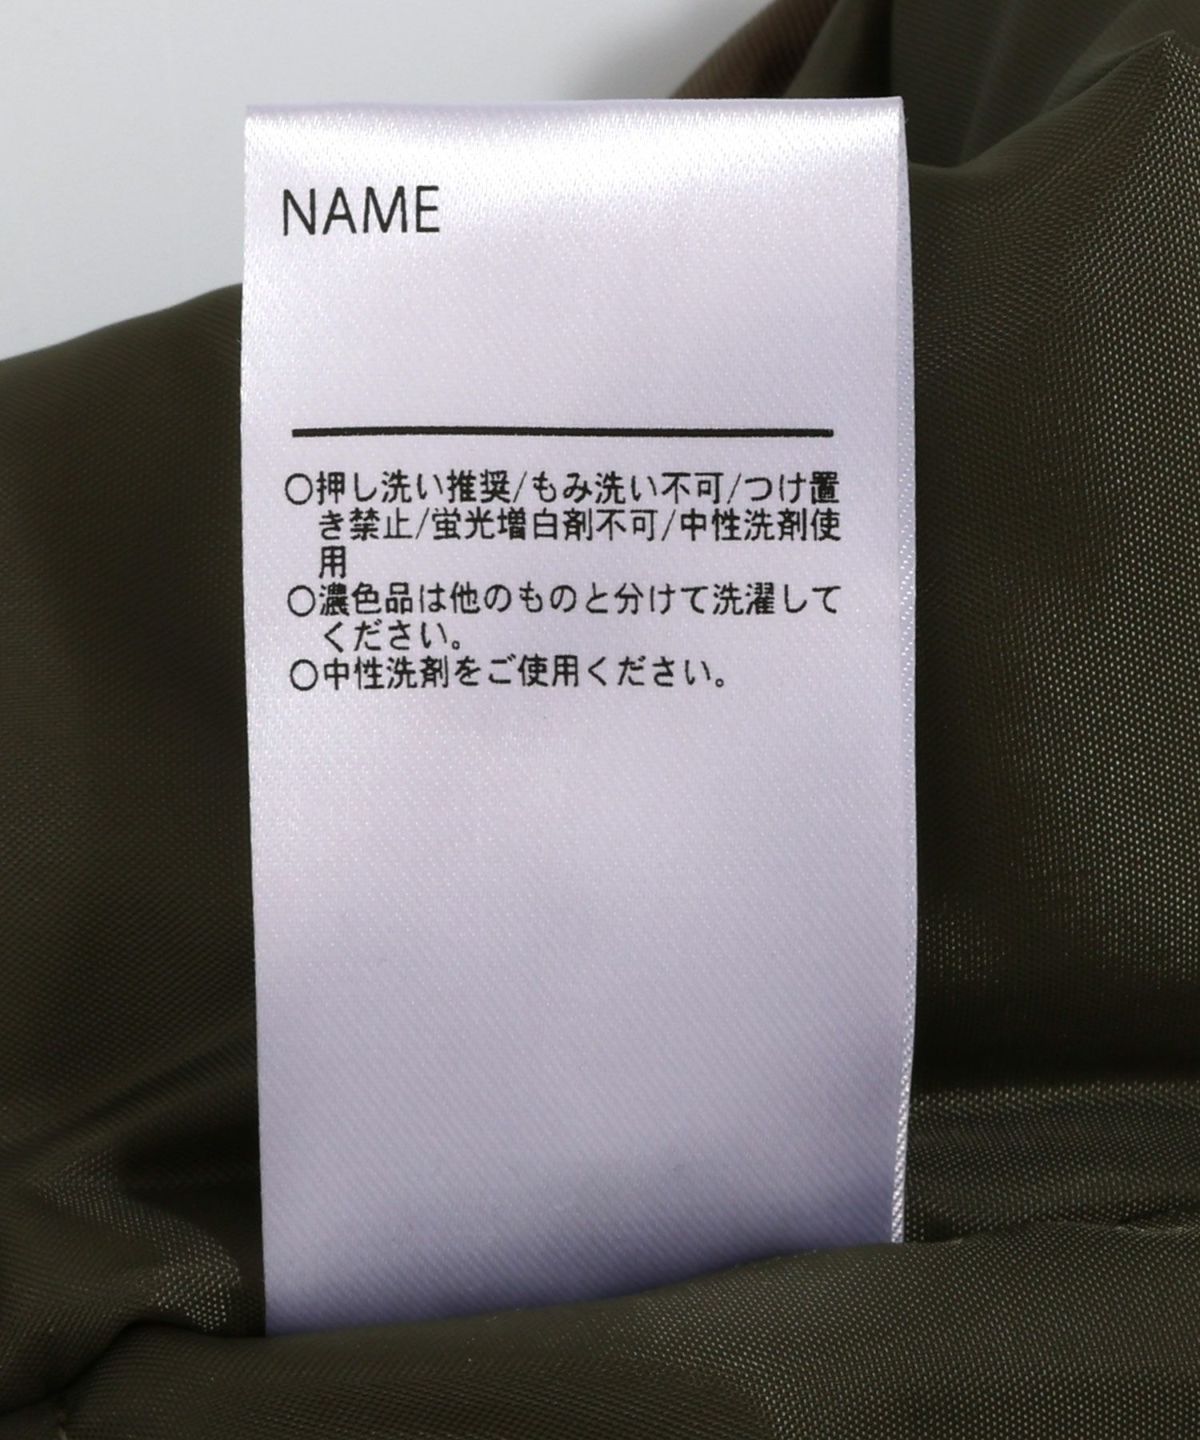 NAME
○押し洗い推奨/もみ洗い不可/つけ置
き禁止/蛍光増白剤不可/中性洗剤使
用
○濃色品は他のものと分けて洗濯して
ください。
○中性洗剤をご使用ください。